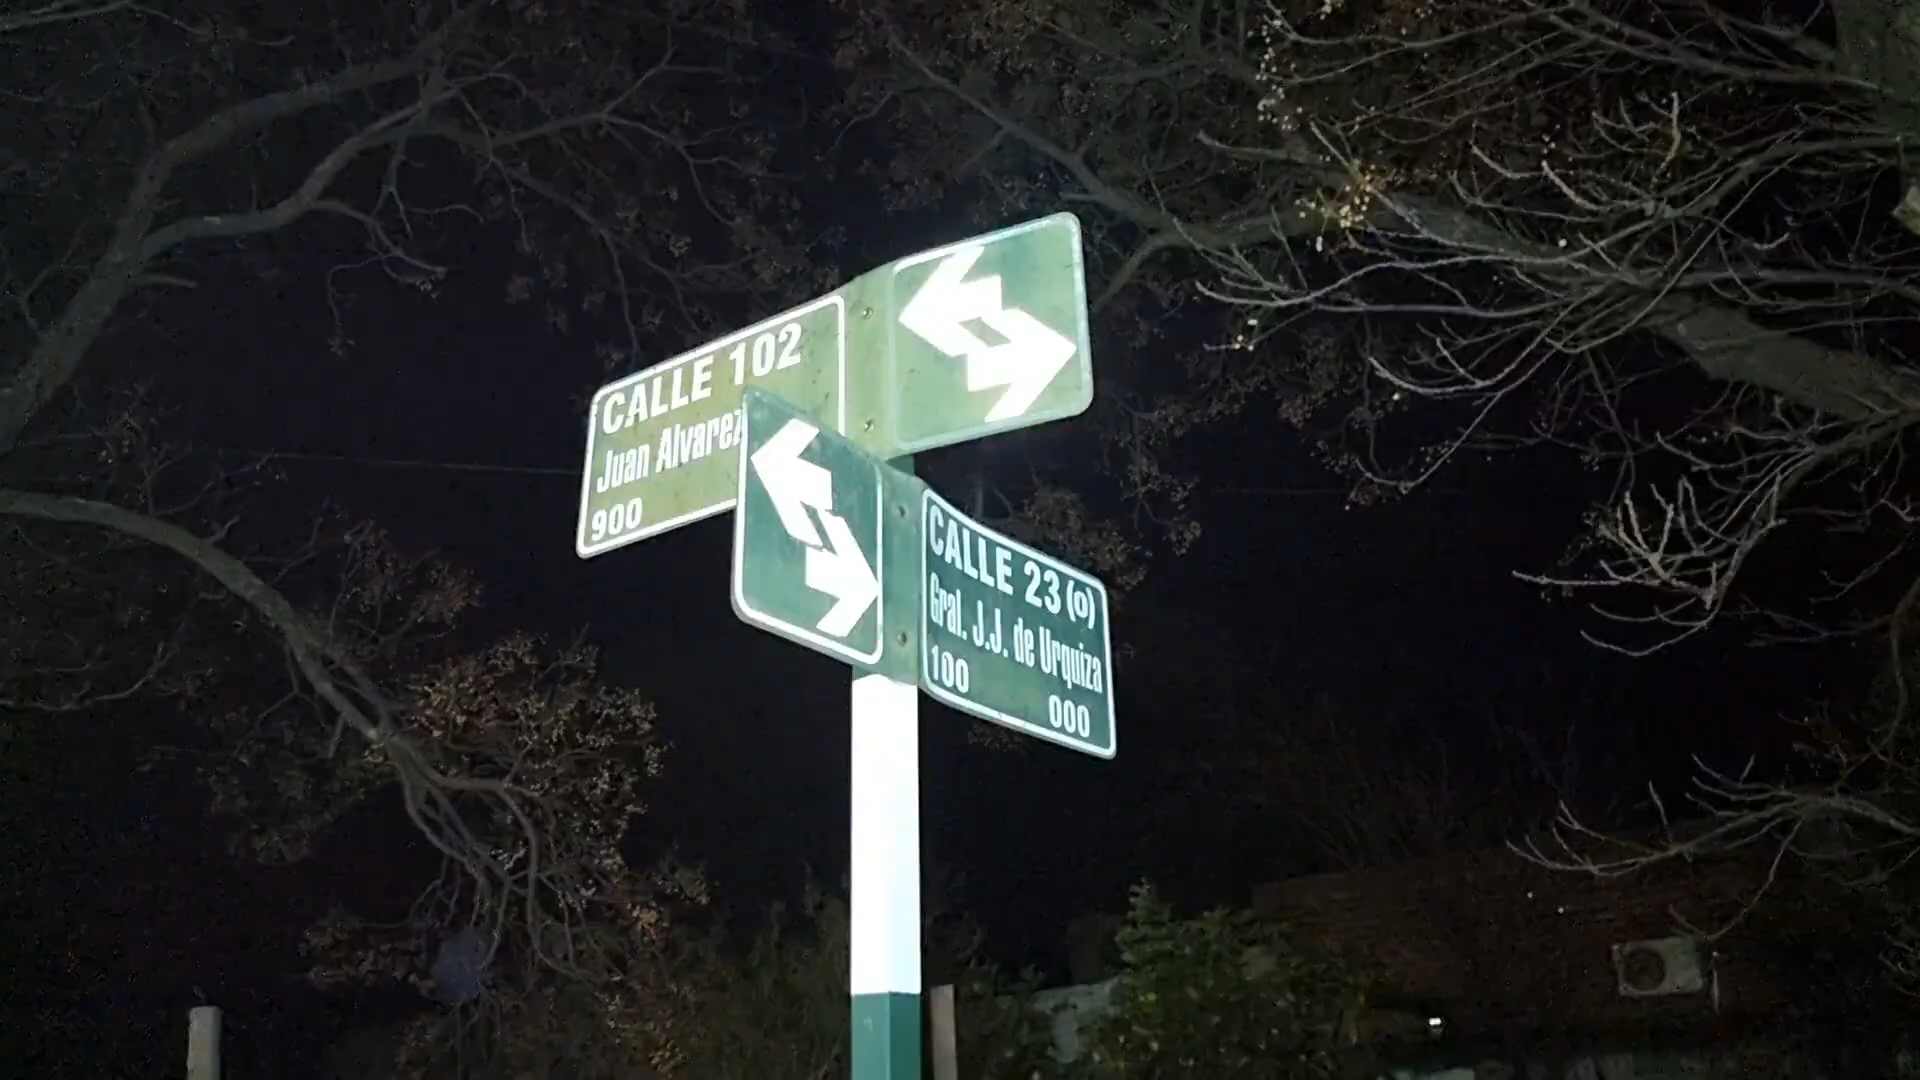 CALLE 102
Juan Alvarez
900
CALLE 23 (o)
Gral. J.J. de Urquiza
100
000